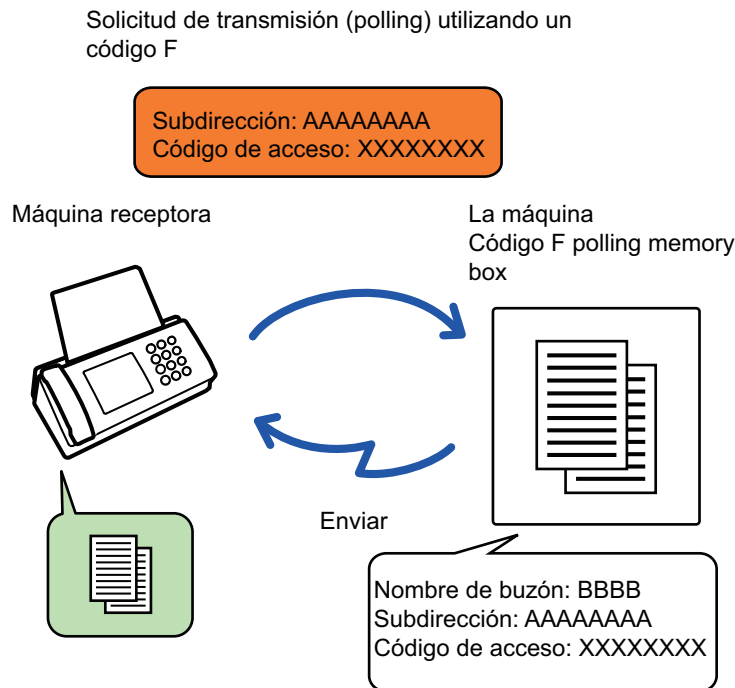 Solicitud de transmisión (polling) utilizando un
código F
Subdirección: AAAAAAAA
Código de acceso: XXXXXXXX
Máquina receptora
La máquina
Código F polling memory
box
Enviar
Nombre de buzón: BBBB
Subdirección: AAAAAAAA
Código de acceso: XXXXXXXX